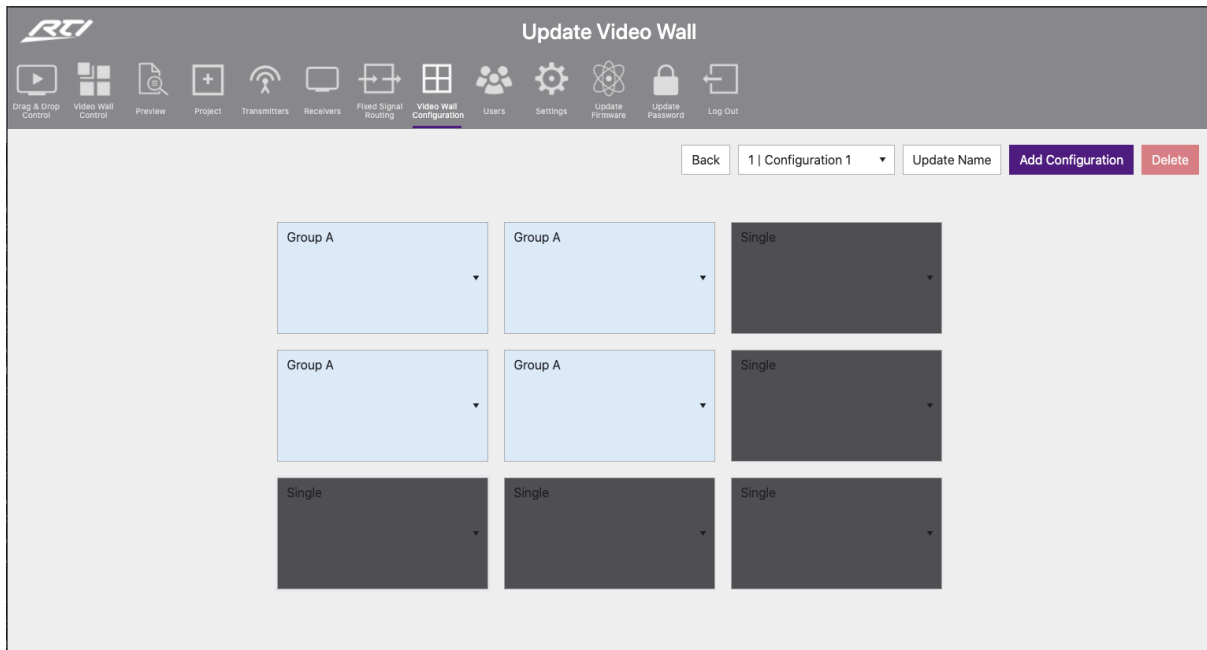 RTI
Update Video Wall
Drag & Drop
Control
Video Wall
Control
Preview
Project
Transmitters
Receivers
Fixed Signal
Routing
Video Wall
Configuration
Users
Settings
Update
Firmware
Update
Password
Log Out
Back
1 | Configuration 1
Update Name
Add Configuration
Delete
Group A
Group A
Single
Group A
Group A
Single
Single
Single
Single